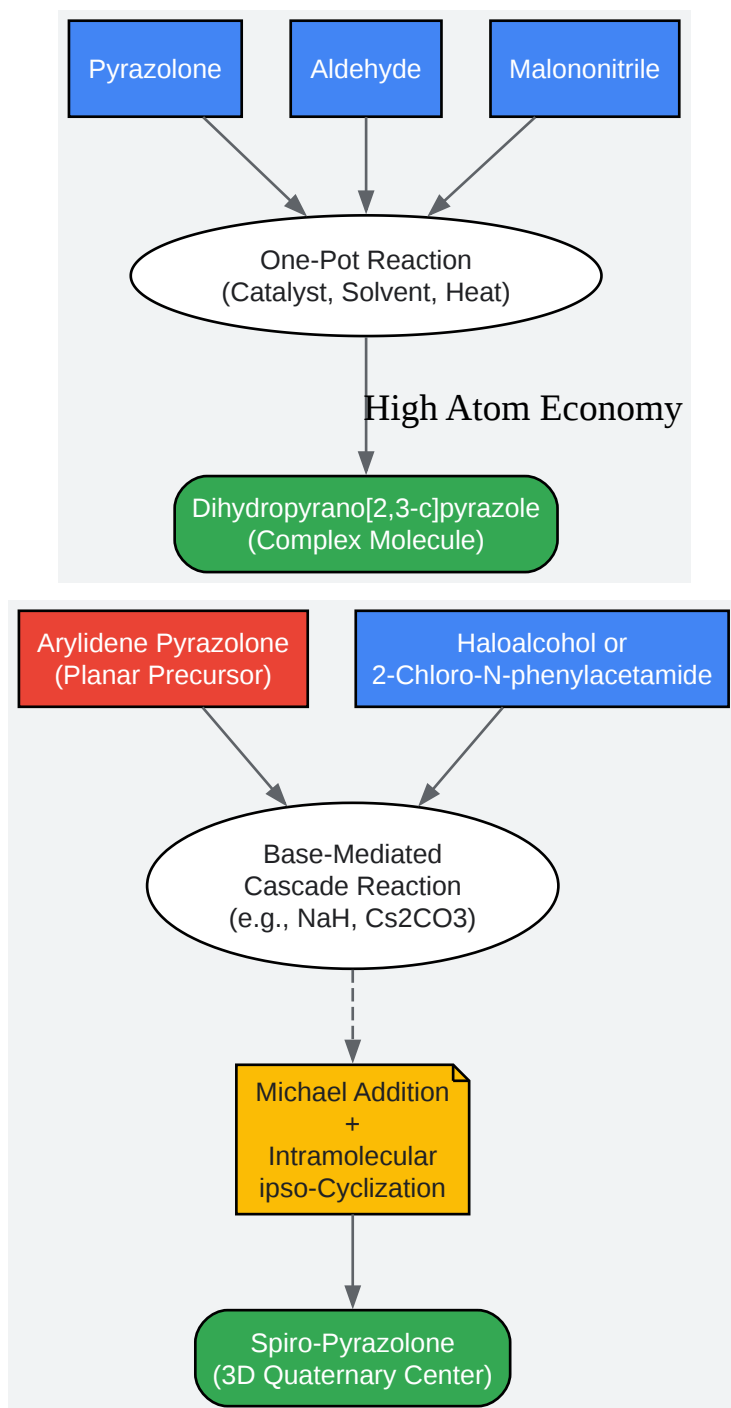 Pyrazolone
Aldehyde
Malononitrile
One-Pot Reaction
(Catalyst, Solvent, Heat)
High Atom Economy
Dihydropyrano[2,3-c]pyrazole
(Complex Molecule)
Arylidene Pyrazolone
(Planar Precursor)
Haloalcohol or
2-Chloro-N-phenylacetamide
Base-Mediated
Cascade Reaction
(e.g., NaH, Cs2CO3)
Michael Addition
+
Intramolecular
ipso-Cyclization
Spiro-Pyrazolone
(3D Quaternary Center)